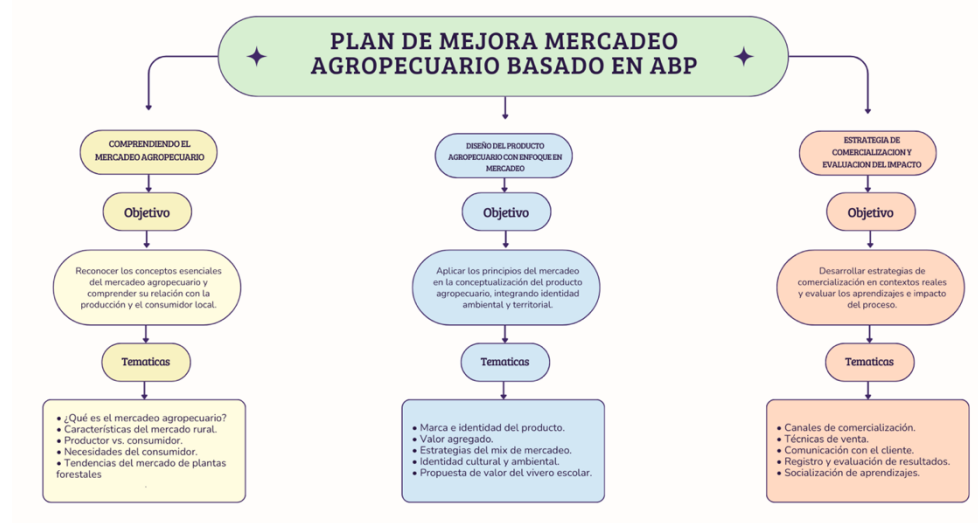 PLAN DE MEJORA MERCADEO
AGROPECUARIO BASADO EN ABP
COMPRENDIENDO EL
MERCADEO AGROPECUARIO
Objetivo
Reconocer los conceptos esenciales
del mercadeo agropecuario y
comprender su relación con la
producción y el consumidor local.
Tematicas
• ¿Qué es el mercadeo agropecuario?
• Características del mercado rural.
• Productor vs. consumidor.
• Necesidades del consumidor.
• Tendencias del mercado de plantas
forestales
.
DISEÑO DEL PRODUCTO
AGROPECUARIO CON ENFOQUE EN
MERCADEO
Objetivo
Aplicar los principios del mercadeo
en la conceptualización del producto
agropecuario, integrando identidad
ambiental y territorial.
Tematicas
• Marca e identidad del producto.
• Valor agregado.
• Estrategias del mix de mercadeo.
• Identidad cultural y ambiental.
• Propuesta de valor del vivero escolar.
ESTRATEGIA DE
COMERCIALIZACION Y
EVALUACION DEL IMPACTO
Objetivo
Desarrollar estrategias de
comercialización en contextos reales
y evaluar los aprendizajes e impacto
del proceso.
Tematicas
• Canales de comercialización.
• Técnicas de venta.
• Comunicación con el cliente.
• Registro y evaluación de resultados.
• Socialización de aprendizajes.